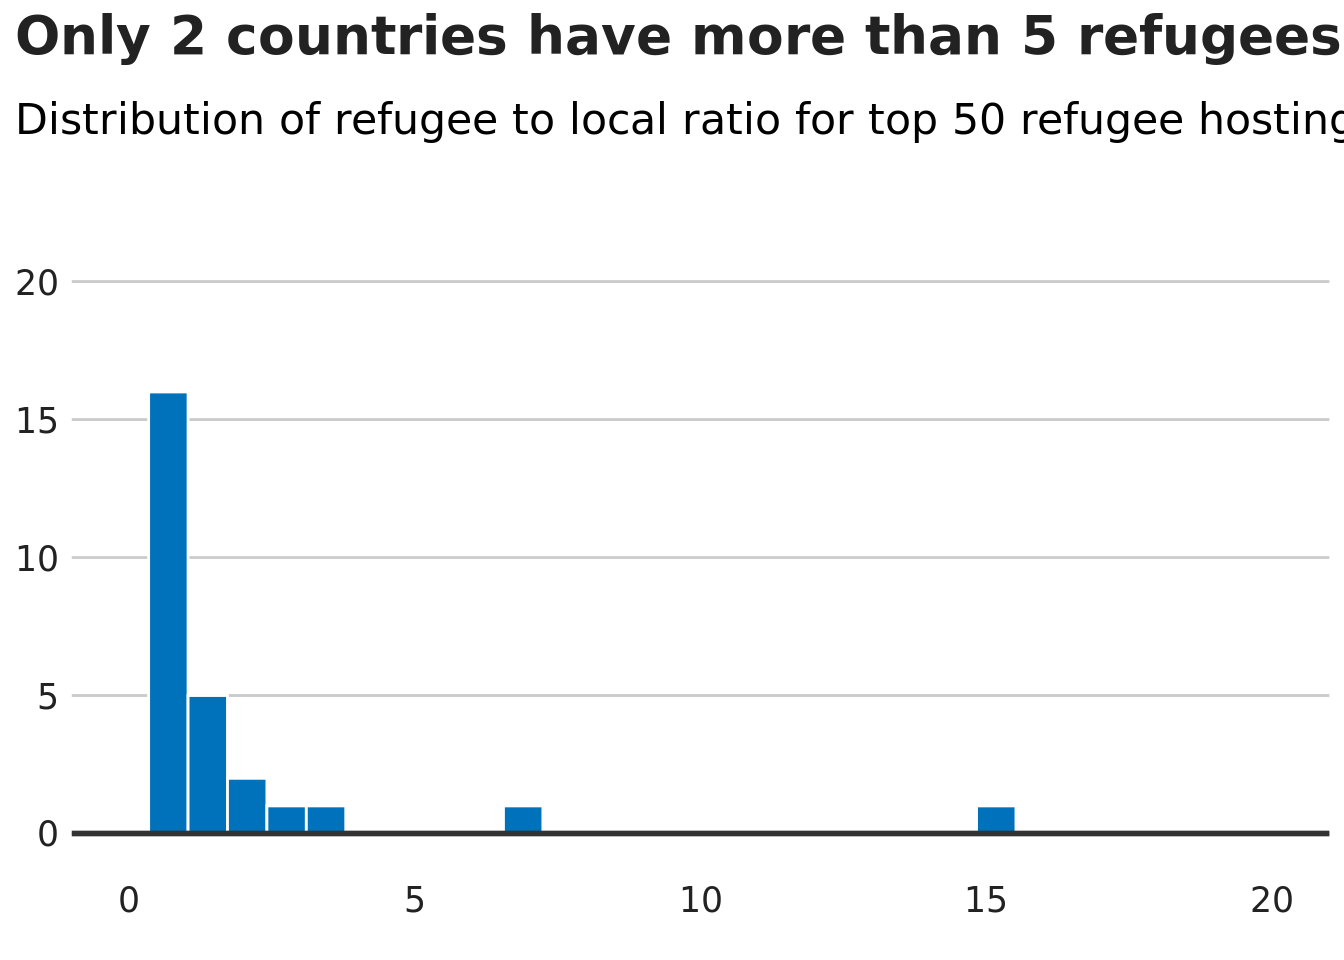 Only 2 countries have more than 5 refugees
Distribution of refugee to local ratio for top 50 refugee hosting
20
15
10
5
0
0 5 10 15 20